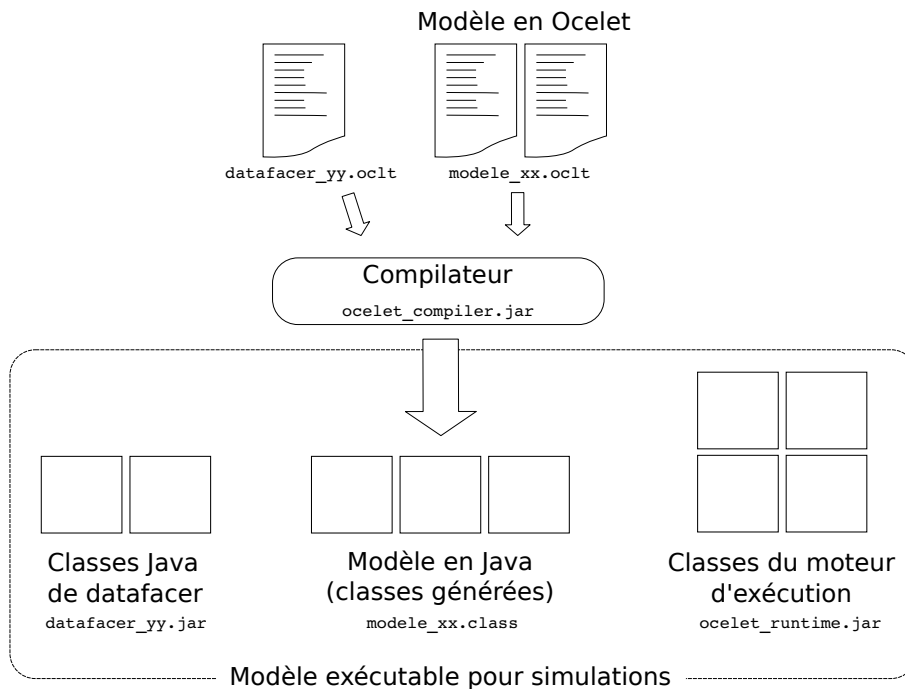 Modèle en Ocelet
datafacer_yy.oclt
modele_xx.oclt
Compilateur
ocelet_compiler.jar
Classes Java
de datafacer
datafacer_yy.jar
Modèle en Java
(classes générées)
modele_xx.class
Classes du moteur
d'exécution
ocelet_runtime.jar
Modèle exécutable pour simulations